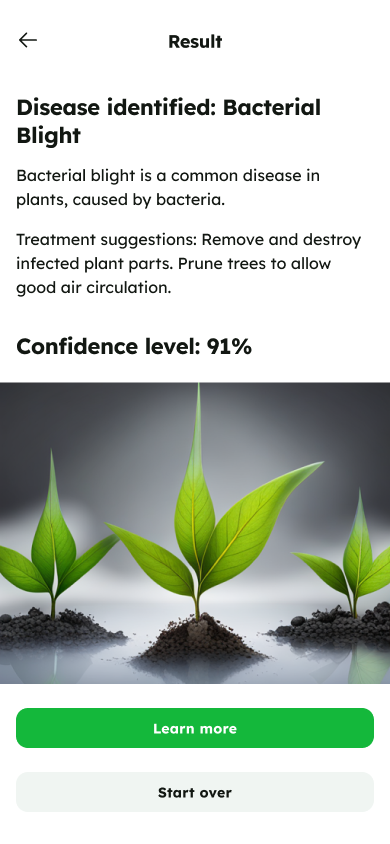 Result
Disease identified: Bacterial
Blight
Bacterial blight is a common disease in
plants, caused by bacteria.
Treatment suggestions: Remove and destroy
infected plant parts. Prune trees to allow
good air circulation.
Confidence level: 91%
Learn more
Start over